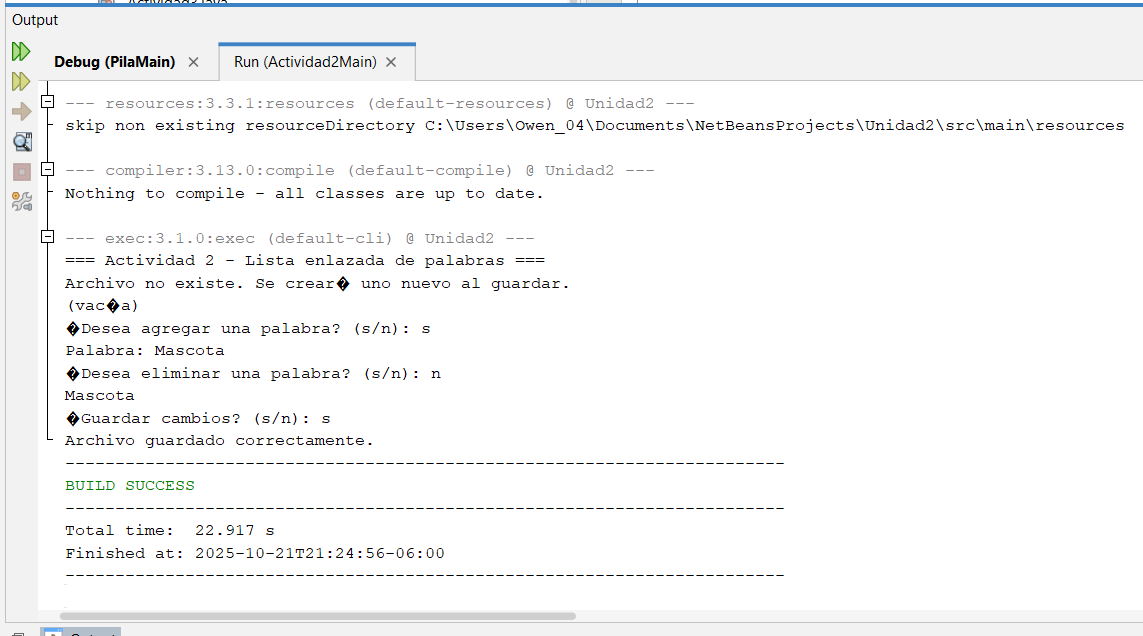 Actividad3.java
Output
Debug (PilaMain) ×
Run (Actividad2Main) ×
--- resources:3.3.1:resources (default-resources) @ Unidad2 ---
skip non existing resourceDirectory C:\Users\Owen_04\Documents\NetBeansProjects\Unidad2\src\main\resources
--- compiler:3.13.0:compile (default-compile) @ Unidad2 ---
Nothing to compile - all classes are up to date.
--- exec:3.1.0:exec (default-cli) @ Unidad2 ---
=== Actividad 2 - Lista enlazada de palabras ===
Archivo no existe. Se crear� uno nuevo al guardar.
(vac�a)
�Desea agregar una palabra? (s/n): s
Palabra: Mascota
�Desea eliminar una palabra? (s/n): n
Mascota
�Guardar cambios? (s/n): s
Archivo guardado correctamente.
------------------------------------------------------------------------
BUILD SUCCESS
------------------------------------------------------------------------
Total time:  22.917 s
Finished at: 2025-10-21T21:24:56-06:00
------------------------------------------------------------------------
Output